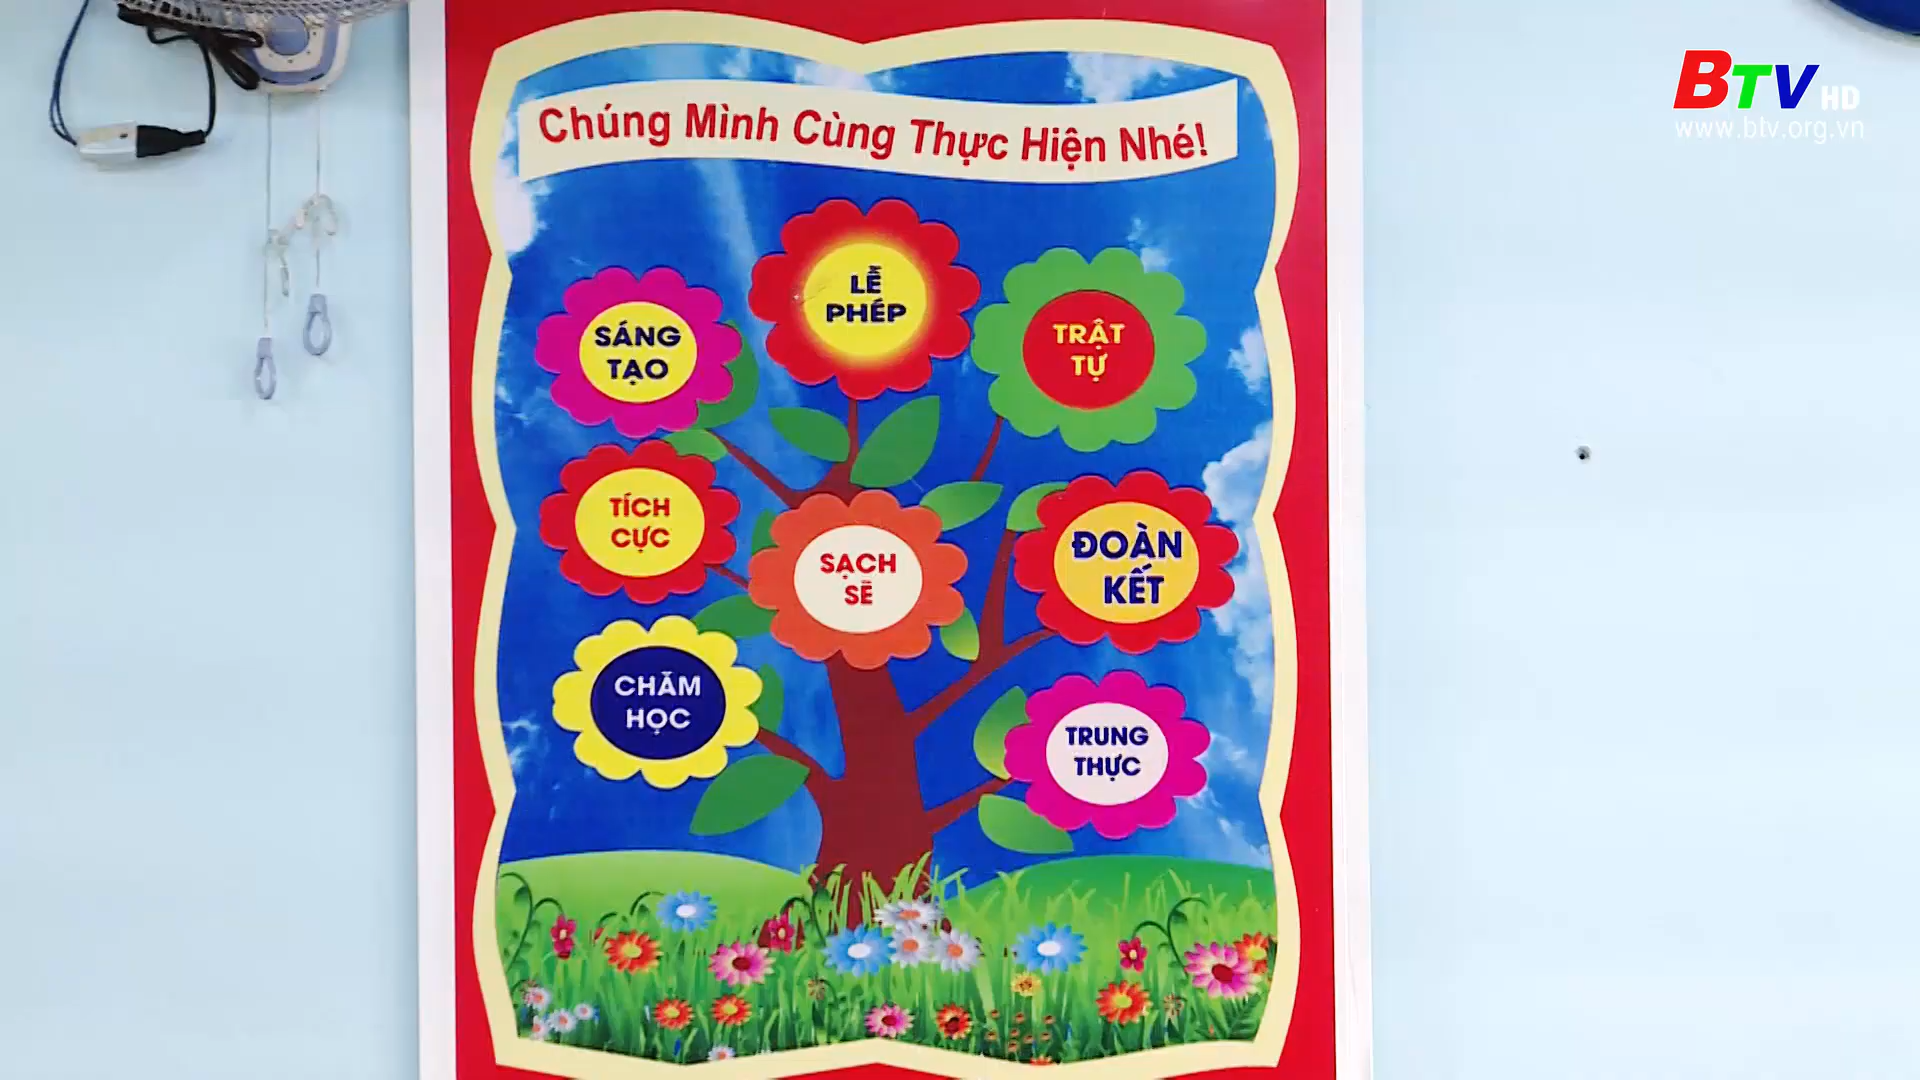 BTV HD
www.btv.org.vn
Chúng Mình Cùng Thực Hiện Nhé!
LỄ
PHÉP
SÁNG
TẠO
TRẬT
TỰ
TÍCH
CỰC
SẠCH
SẼ
ĐOÀN
KẾT
CHĂM
HỌC
TRUNG
THỰC